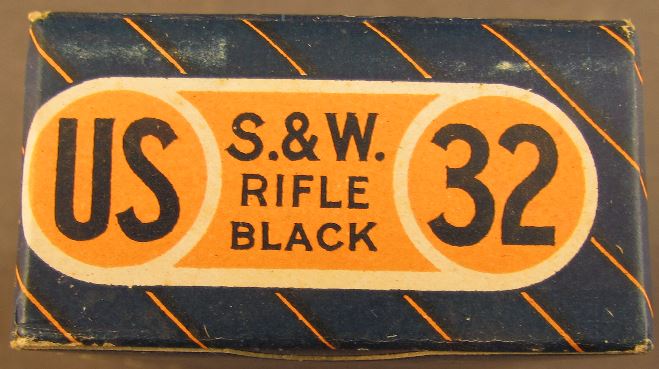 US
S.&W.
RIFLE
BLACK
32